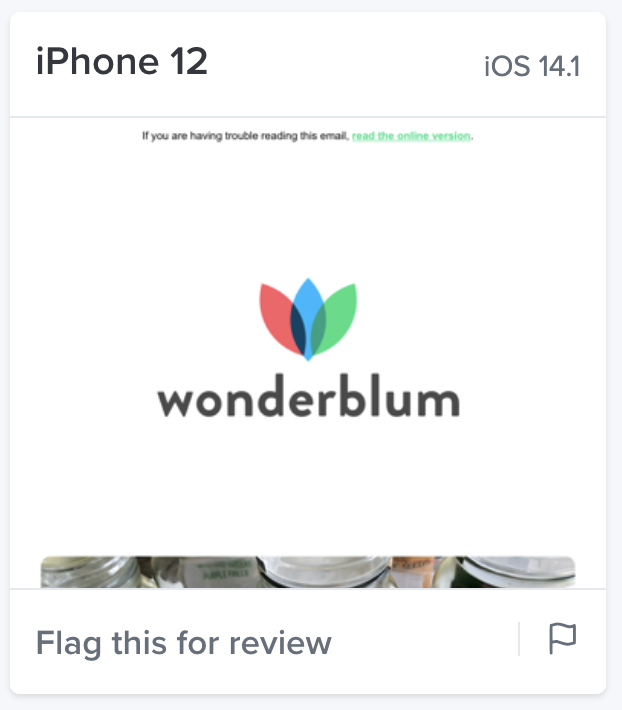 iPhone 12
iOS 14.1
If you are having trouble reading this email, read the online version.
wonderblum
Flag this for review